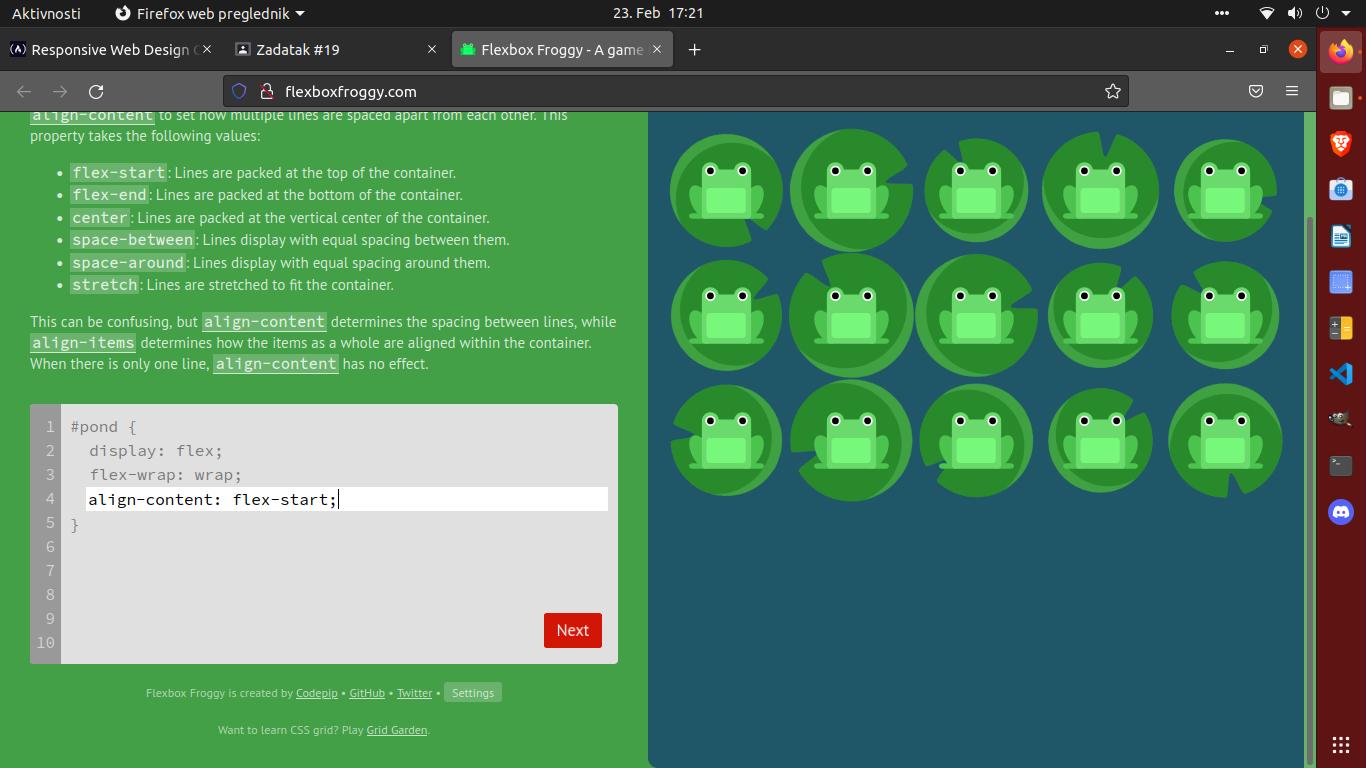 Aktivnosti
Firefox web preglednik
23. Feb 17:21
Responsive Web Design
Zadatak #19
Flexbox Froggy - A game
flexboxfroggy.com
align-content to set how multiple lines are spaced apart from each other. This
property takes the following values:
• flex-start: Lines are packed at the top of the container.
• flex-end: Lines are packed at the bottom of the container.
• center: Lines are packed at the vertical center of the container.
• space-between: Lines display with equal spacing between them.
• space-around: Lines display with equal spacing around them.
• stretch: Lines are stretched to fit the container.
This can be confusing, but align-content determines the spacing between lines, while
align-items determines how the items as a whole are aligned within the container.
When there is only one line, align-content has no effect.
1 #pond {
2 display: flex;
3 flex-wrap: wrap;
4 align-content: flex-start;
5 }
6
7
8
9
10
Next
Flexbox Froggy is created by Codepip • GitHub • Twitter • Settings
Want to learn CSS grid? Play Grid Garden.